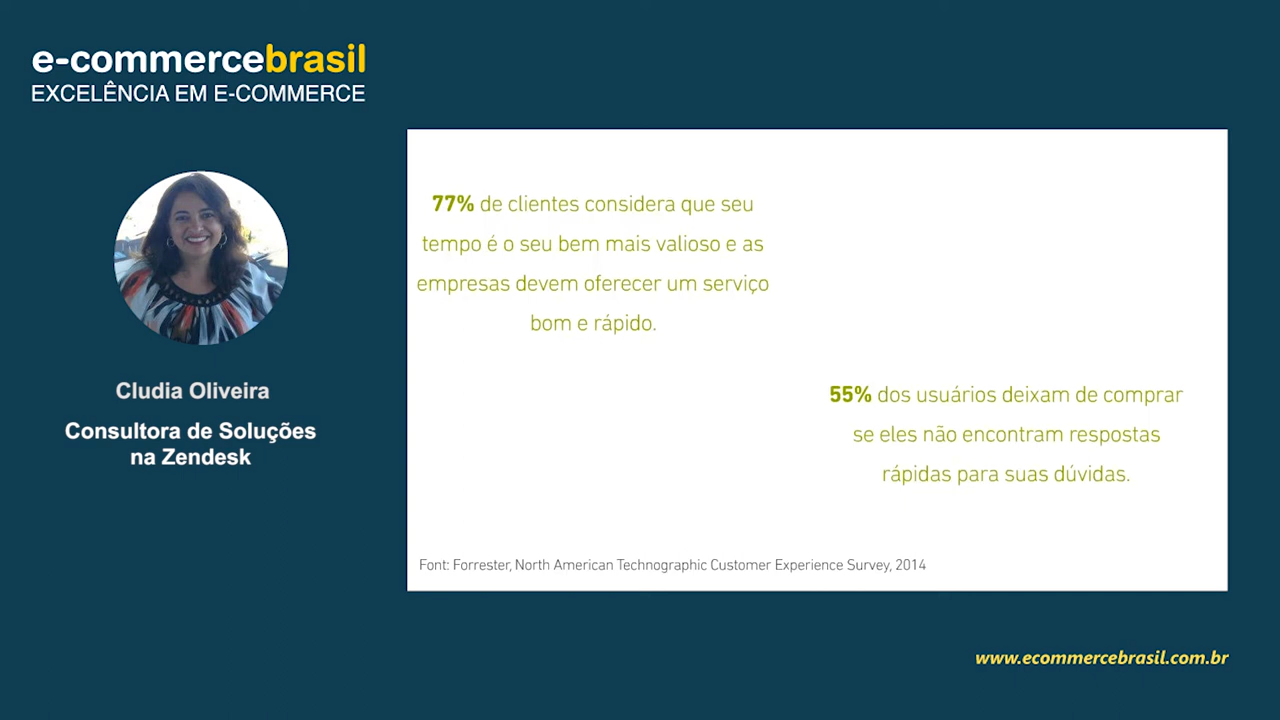 e-commercebrasil
EXCELÊNCIA EM E-COMMERCE
Cludia Oliveira
Consultora de Soluções
na Zendesk
77% de clientes considera que seu
tempo é o seu bem mais valioso e as
empresas devem oferecer um serviço
bom e rápido.
55% dos usuários deixam de comprar
se eles não encontram respostas
rápidas para suas dúvidas.
Font: Forrester, North American Technographic Customer Experience Survey, 2014
www.ecommercebrasil.com.br